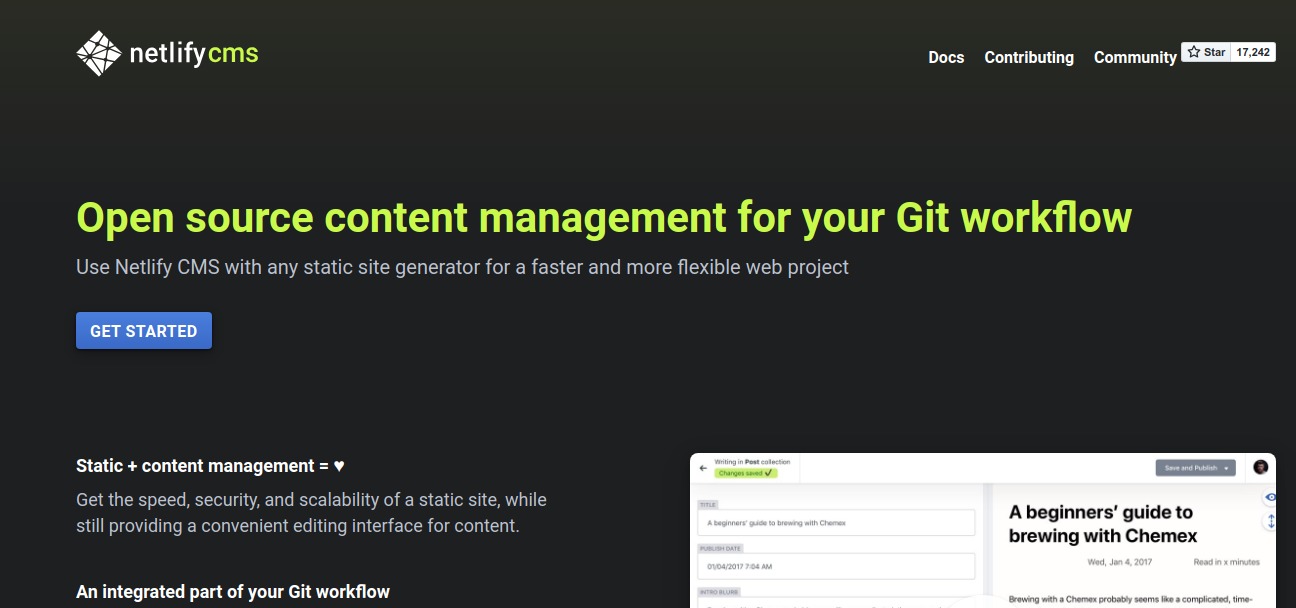 netlifycms
Docs Contributing Community Star 17,242
Open source content management for your Git workflow
Use Netlify CMS with any static site generator for a faster and more flexible web project
GET STARTED
Static + content management = ♥
Get the speed, security, and scalability of a static site, while
still providing a convenient editing interface for content.
An integrated part of your Git workflow
Writing in Post collection
Changes saved ✓
Save and Publish
TITLE
A beginners' guide to brewing with Chemex
PUBLISH DATE
01/04/2017 7:04 AM
INTRO BLURB
A beginners’ guide to
brewing with Chemex
Wed, Jan 4, 2017 Read in x minutes
Brewing with a Chemex probably seems like a complicated, time-